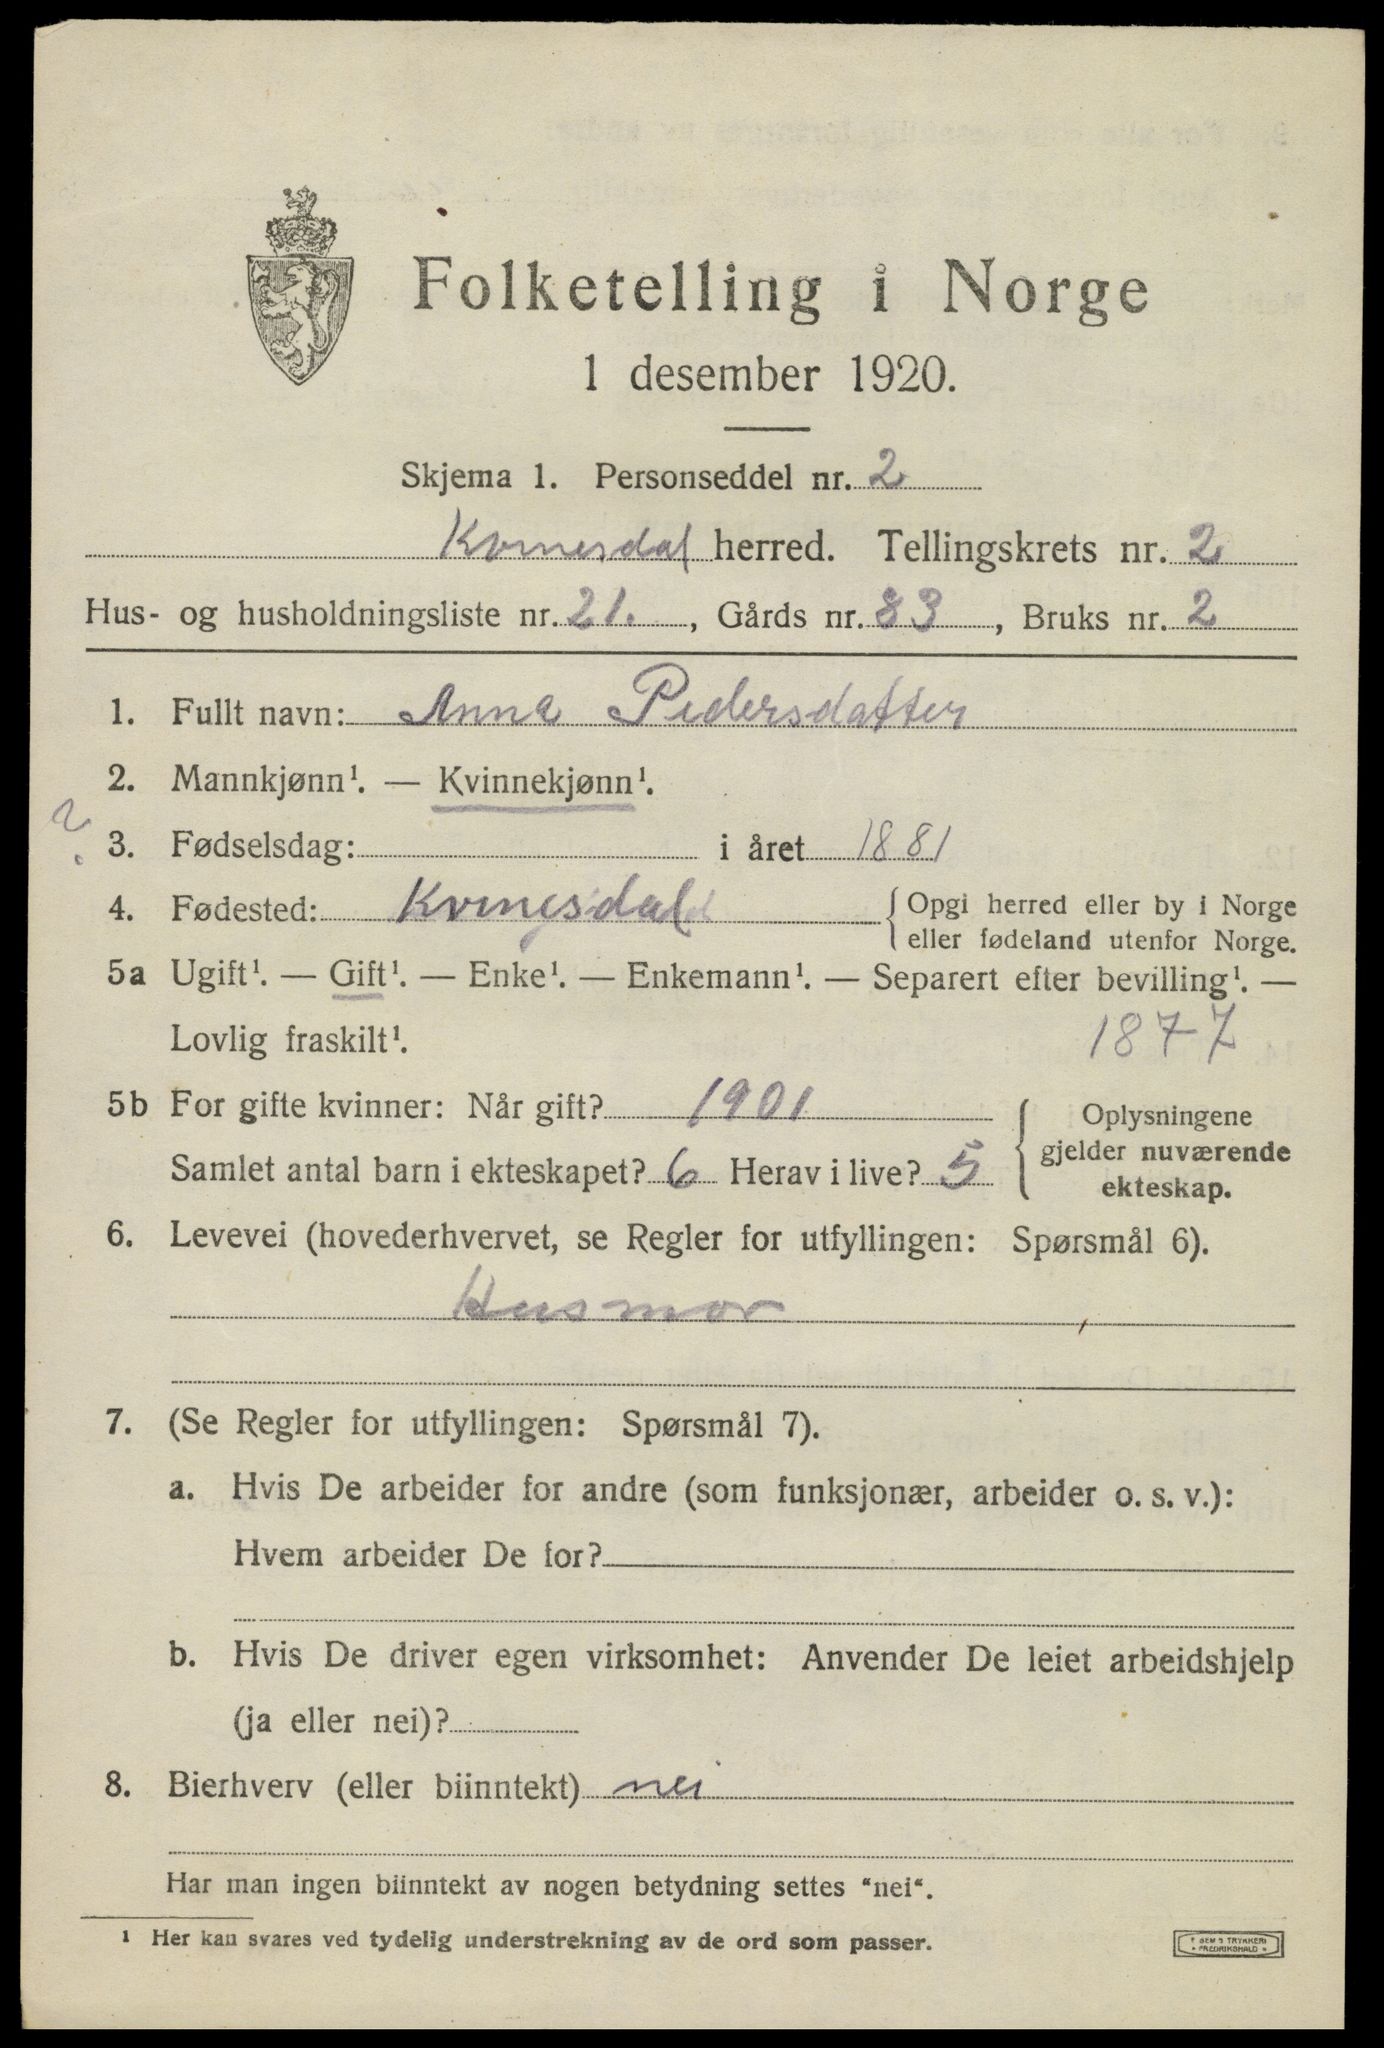 Folketelling i Norge
1 desember 1920.
Skjema 1. Personseddel nr. 2
Kvinesdal herred. Tellingskrets nr. 2
Hus- og husholdningsliste nr. 21. , Gårds nr. 83 , Bruks nr. 2
1. Fullt navn: Anna Pedersdatter
2. Mannkjønn¹. — Kvinnekjønn¹.
?
3. Fødselsdag: i året 1881
4. Fødested: Kvinesdal { Opgi herred eller by i Norge
eller fødeland utenfor Norge.
5a Ugift¹. — Gift¹. — Enke¹. — Enkemann¹. — Separert efter bevilling¹. —
Lovlig fraskilt¹. 1877
5b For gifte kvinner: Når gift? 1901 { Oplysningene
gjelder nuværende
ekteskap.
Samlet antal barn i ekteskapet? 6 Herav i live? 5
6. Levevei (hovederhvervet, se Regler for utfyllingen: Spørsmål 6).
Husmor
7. (Se Regler for utfyllingen: Spørsmål 7).
a. Hvis De arbeider for andre (som funksjonær, arbeider o. s. v.):
Hvem arbeider De for?
b. Hvis De driver egen virksomhet: Anvender De leiet arbeidshjelp
(ja eller nei)?
8. Bierhverv (eller biinntekt) nei
Har man ingen biinntekt av nogen betydning settes "nei".
¹ Her kan svares ved tydelig understrekning av de ord som passer.
SEM'S TRYKKERI
• FREDRIKSHALD •